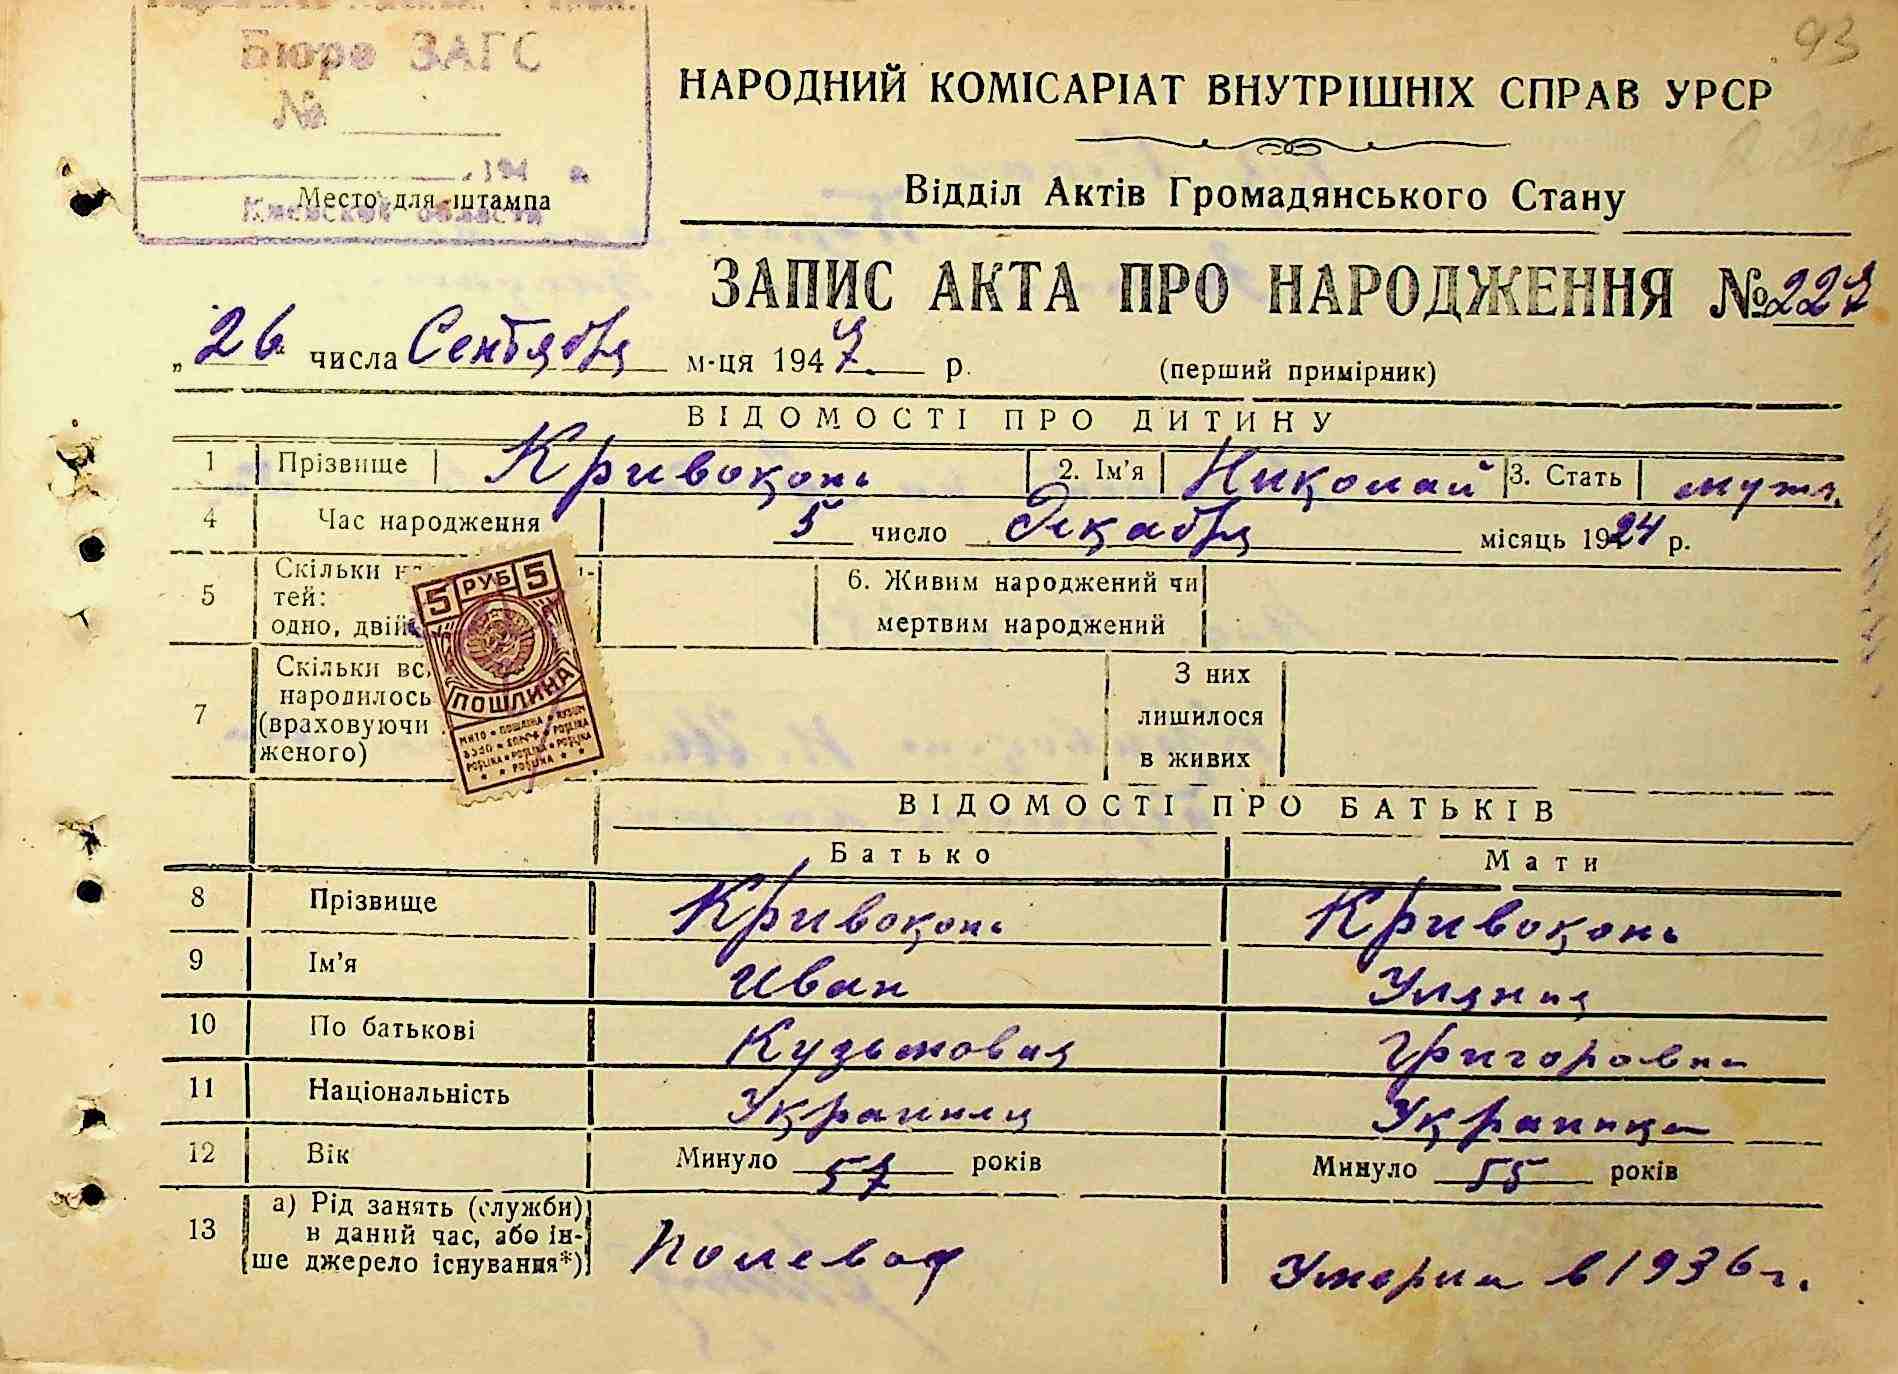 93
Бюро ЗАГС
№
194 г.
Киевской области
Место для штампа
НАРОДНИЙ КОМІСАРІАТ ВНУТРІШНІХ СПРАВ УРСР
Відділ Актів Громадянського Стану
ЗАПИС АКТА ПРО НАРОДЖЕННЯ № 227
„ 26 " числа Сентября м-ця 1947 р. (перший примірник)
ВІДОМОСТІ ПРО ДИТИНУ
1 Прізвище Кривоконь 2. Ім'я Николай 3. Стать мужч.
4 Час народження 5 число Декабря місяць 1924 р.
5 Скільки тей:
одно, двій
6. Живим народжений чи
мертвим народжений
7 Скільки вс
народилось
(враховуючи
женого)
З них
лишилося
в живих
5 РУБ 5
ПОШЛИНА
ВІДОМОСТІ ПРО БАТЬКІВ
Батько Мати
8 Прізвище Кривоконь Кривоконь
9 Ім'я Иван Уляния
10 По батькові Кузьмович Григоровна
11 Національність Украинец Украинка
12 Вік Минуло 57 років Минуло 55 років
13 а) Рід занять (служби)
в даний час, або ін-
ше джерело існування*)
Полевод Умерла в 1936 г.